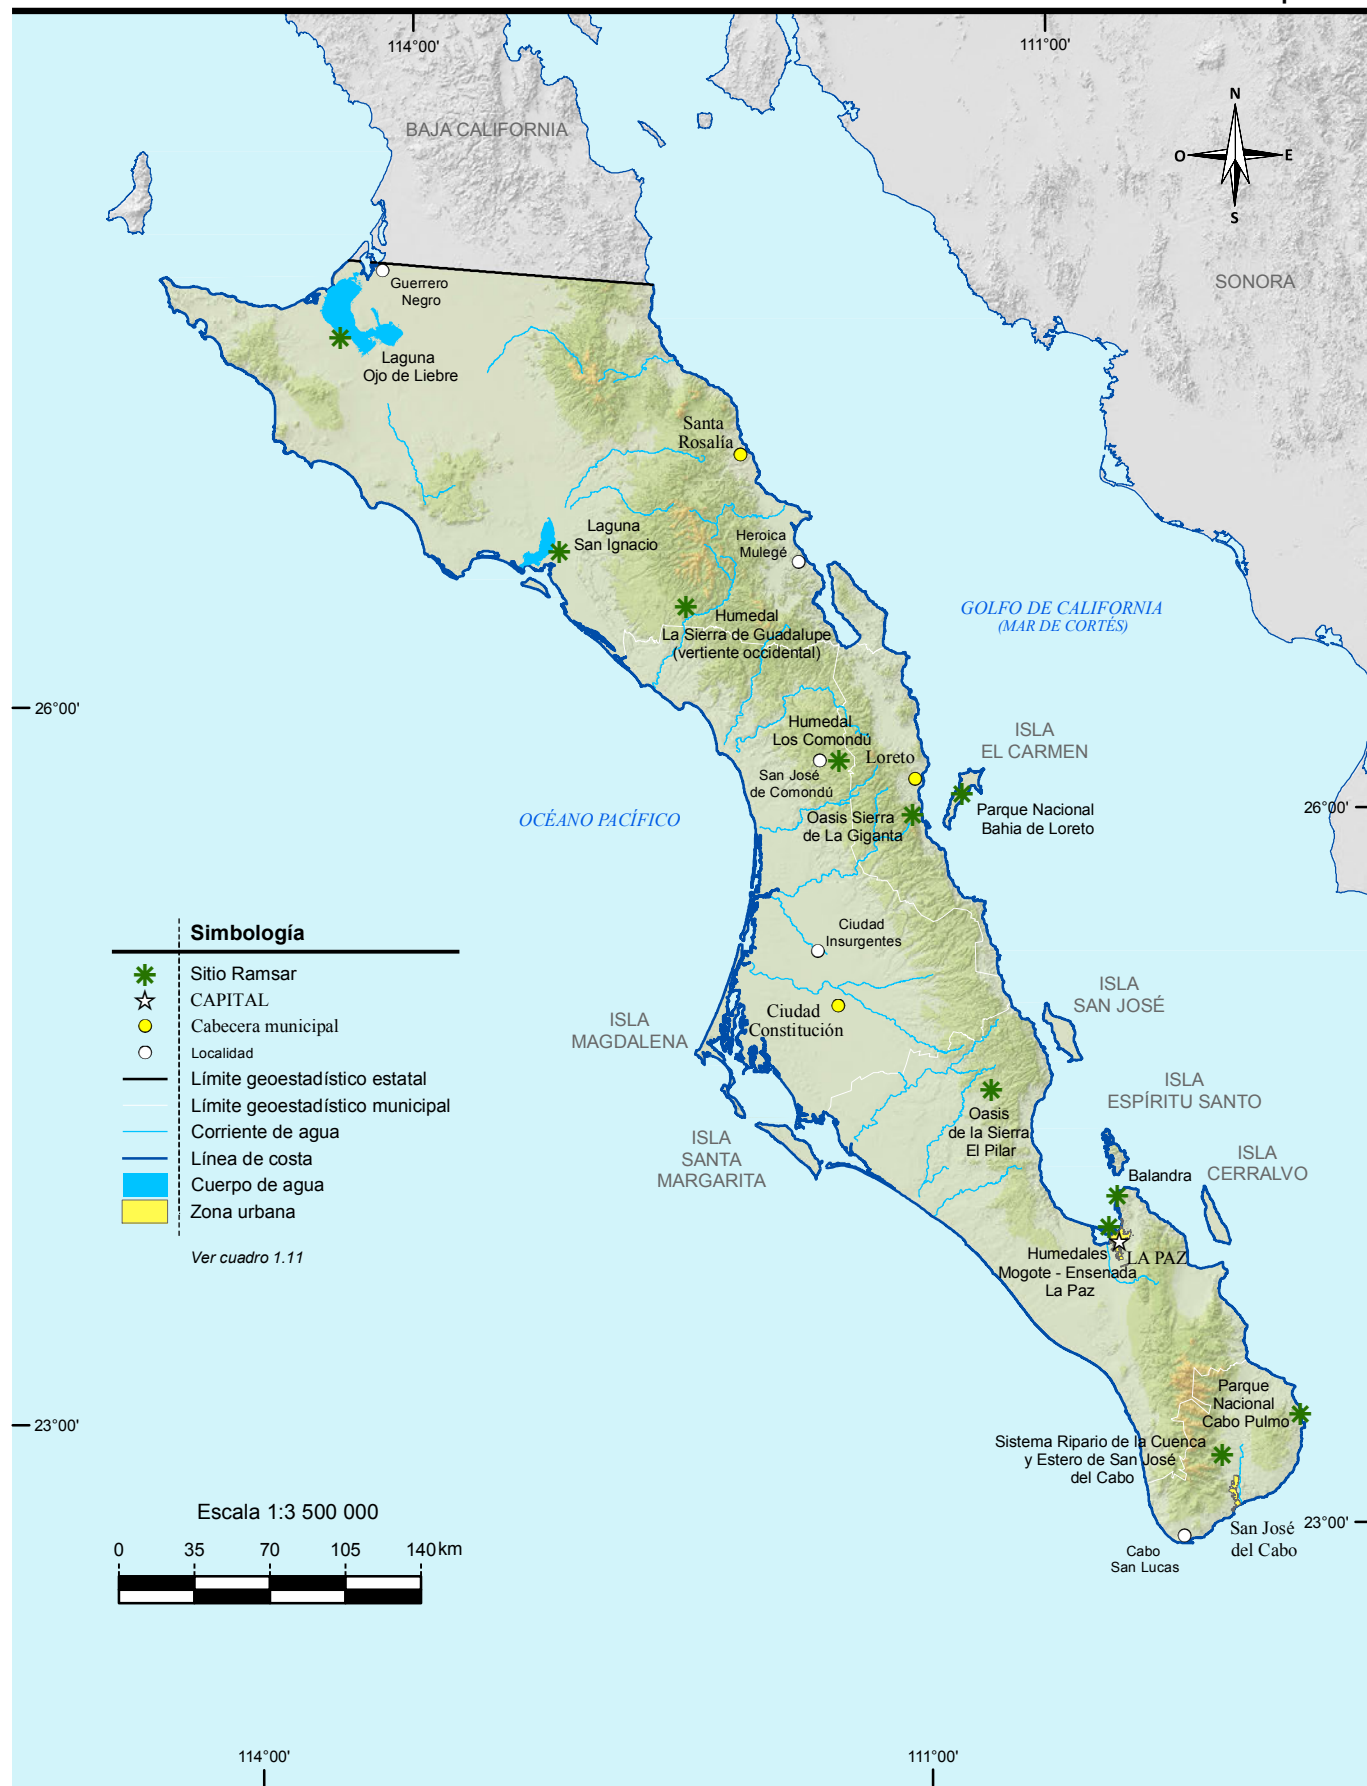 114°00'
111°00'
BAJA CALIFORNIA
N
O
E
S
SONORA
Guerrero
Negro
Laguna
Ojo de Liebre
Santa
Rosalía
Laguna
San Ignacio
Heroica
Mulegé
GOLFO DE CALIFORNIA
(MAR DE CORTÉS)
Humedal
La Sierra de Guadalupe
(vertiente occidental)
26°00'
Humedal
Los Comondú
Loreto
ISLA
EL CARMEN
San José
de Comondú
26°00'
Parque Nacional
Bahia de Loreto
OCÉANO PACÍFICO
Oasis Sierra
de La Giganta
Ciudad
Insurgentes
Simbología
Sitio Ramsar
CAPITAL
Cabecera municipal
Localidad
Límite geoestadístico estatal
Límite geoestadístico municipal
Corriente de agua
Línea de costa
Cuerpo de agua
Zona urbana
Ver cuadro 1.11
ISLA
SAN JOSÉ
Ciudad
Constitución
ISLA
MAGDALENA
ISLA
ESPÍRITU SANTO
Oasis
de la Sierra
El Pilar
ISLA
SANTA
MARGARITA
ISLA
CERRALVO
Balandra
Humedales
Mogote - Ensenada
La Paz
LA PAZ
Parque
Nacional
Cabo Pulmo
23°00'
Sistema Ripario de la Cuenca
y Estero de San José
del Cabo
Escala 1:3 500 000
0 35 70 105 140 km
San José
del Cabo
23°00'
Cabo
San Lucas
114°00'
111°00'